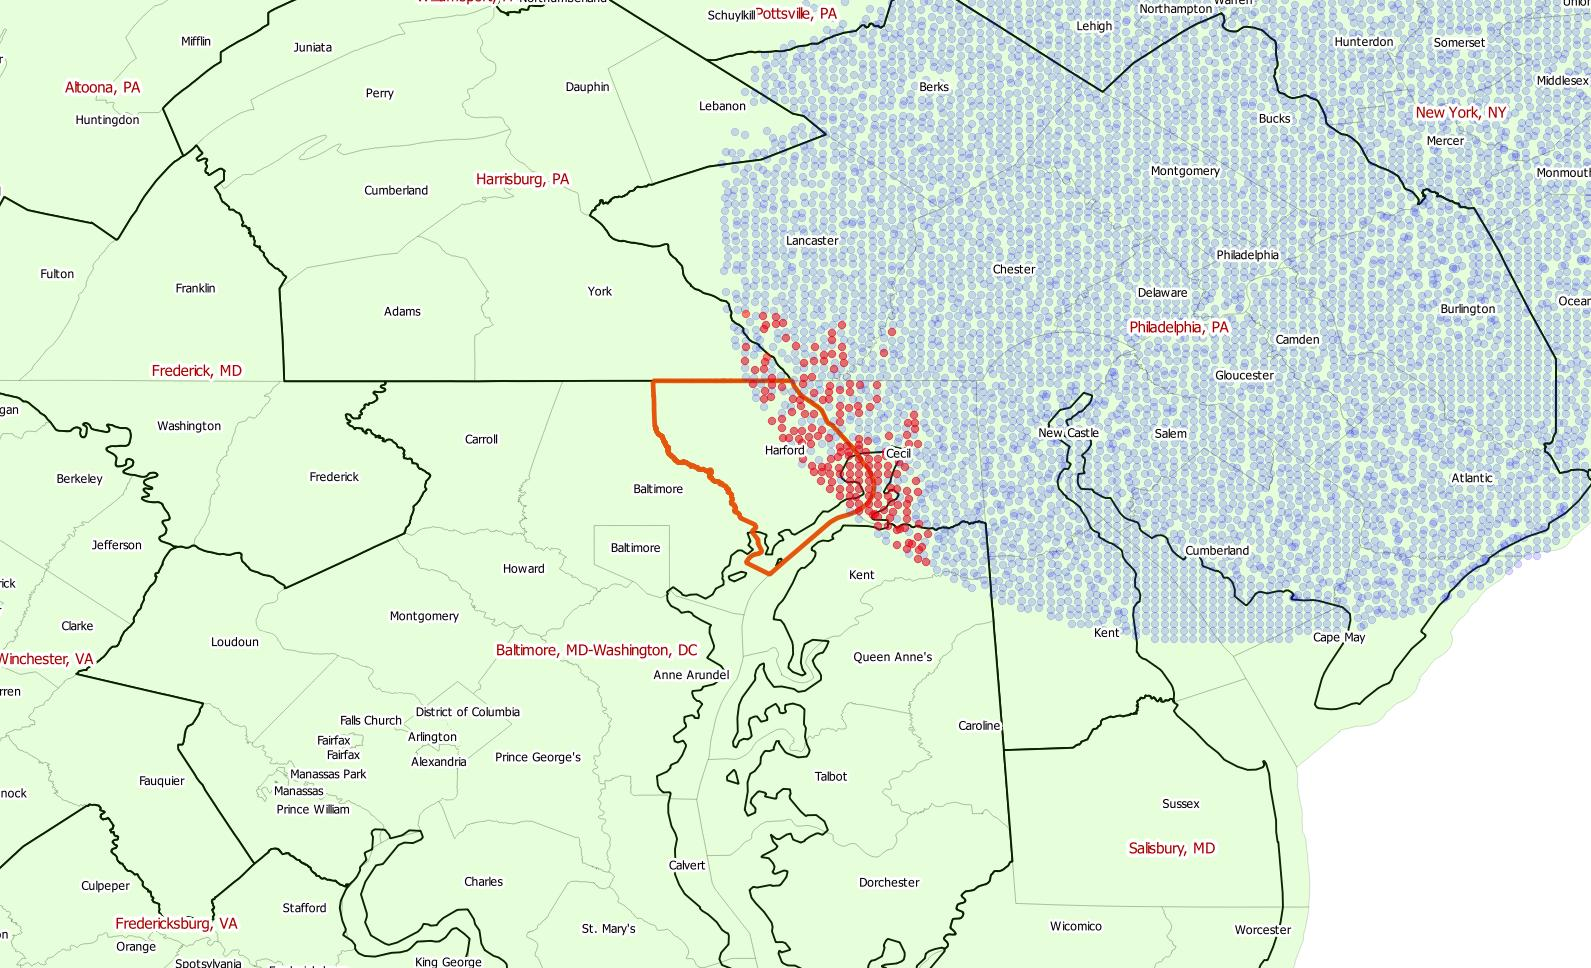 Schuylkill
Pottsville, PA
Northampton
Lehigh
Mifflin
Juniata
Hunterdon
Somerset
Altoona, PA
Perry
Dauphin
Berks
Middlesex
Lebanon
Huntingdon
Bucks
New York, NY
Mercer
Montgomery
Monmouth
Harrisburg, PA
Cumberland
Lancaster
Philadelphia
Fulton
Chester
Franklin
York
Delaware
Burlington
Ocean
Adams
Philadelphia, PA
Camden
Frederick, MD
Gloucester
Washington
Carroll
Harford
Cecil
New Castle
Salem
Berkeley
Frederick
Baltimore
Atlantic
Jefferson
Baltimore
Cumberland
Howard
Kent
Montgomery
Clarke
Loudoun
Kent
Cape May
Winchester, VA
Baltimore, MD-Washington, DC
Queen Anne's
Anne Arundel
Falls Church
District of Columbia
Caroline
Fairfax
Arlington
Fairfax
Alexandria
Prince George's
Manassas Park
Fauquier
Manassas
Talbot
Prince William
Sussex
Salisbury, MD
Calvert
Culpeper
Charles
Dorchester
Stafford
Fredericksburg, VA
St. Mary's
Wicomico
Worcester
Orange
Spotsylvania
King George